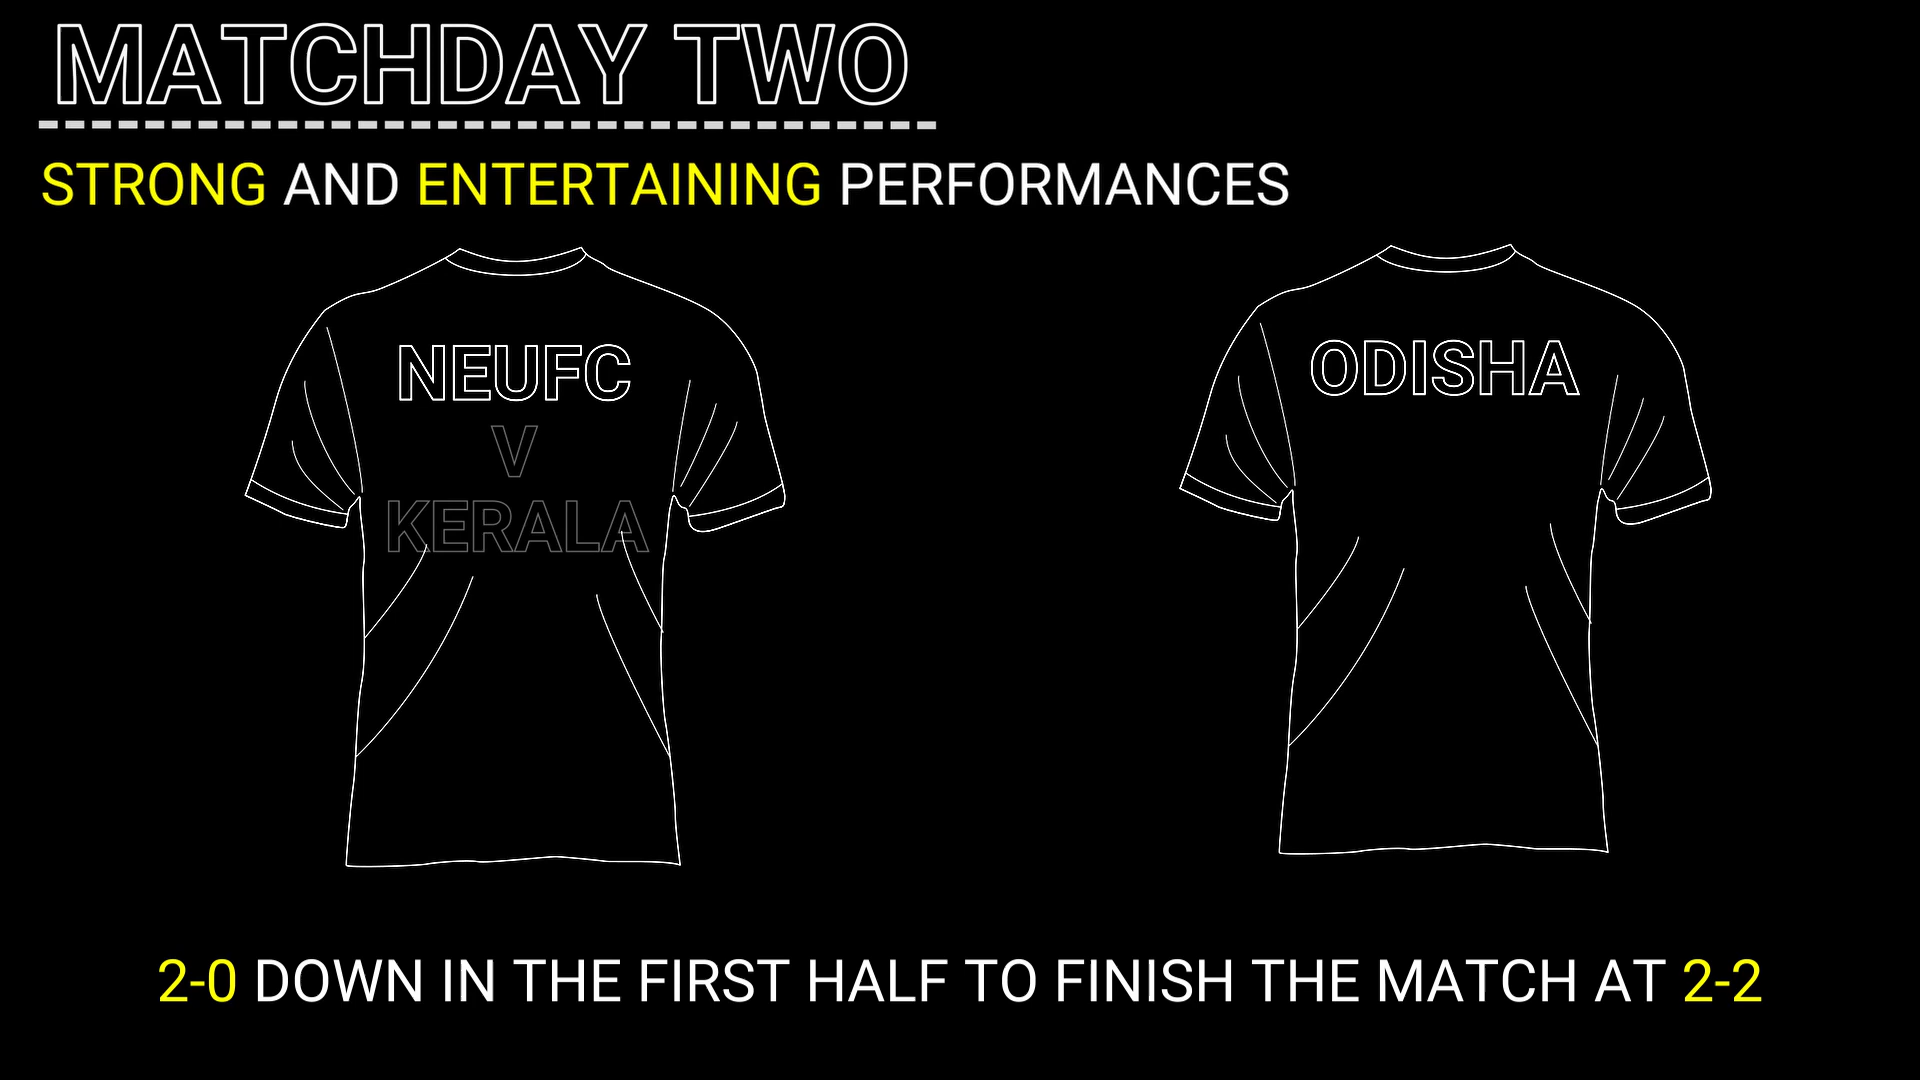 MATCHDAY TWO
STRONG AND ENTERTAINING PERFORMANCES
NEUFC
V
KERALA
ODISHA
2-0 DOWN IN THE FIRST HALF TO FINISH THE MATCH AT 2-2